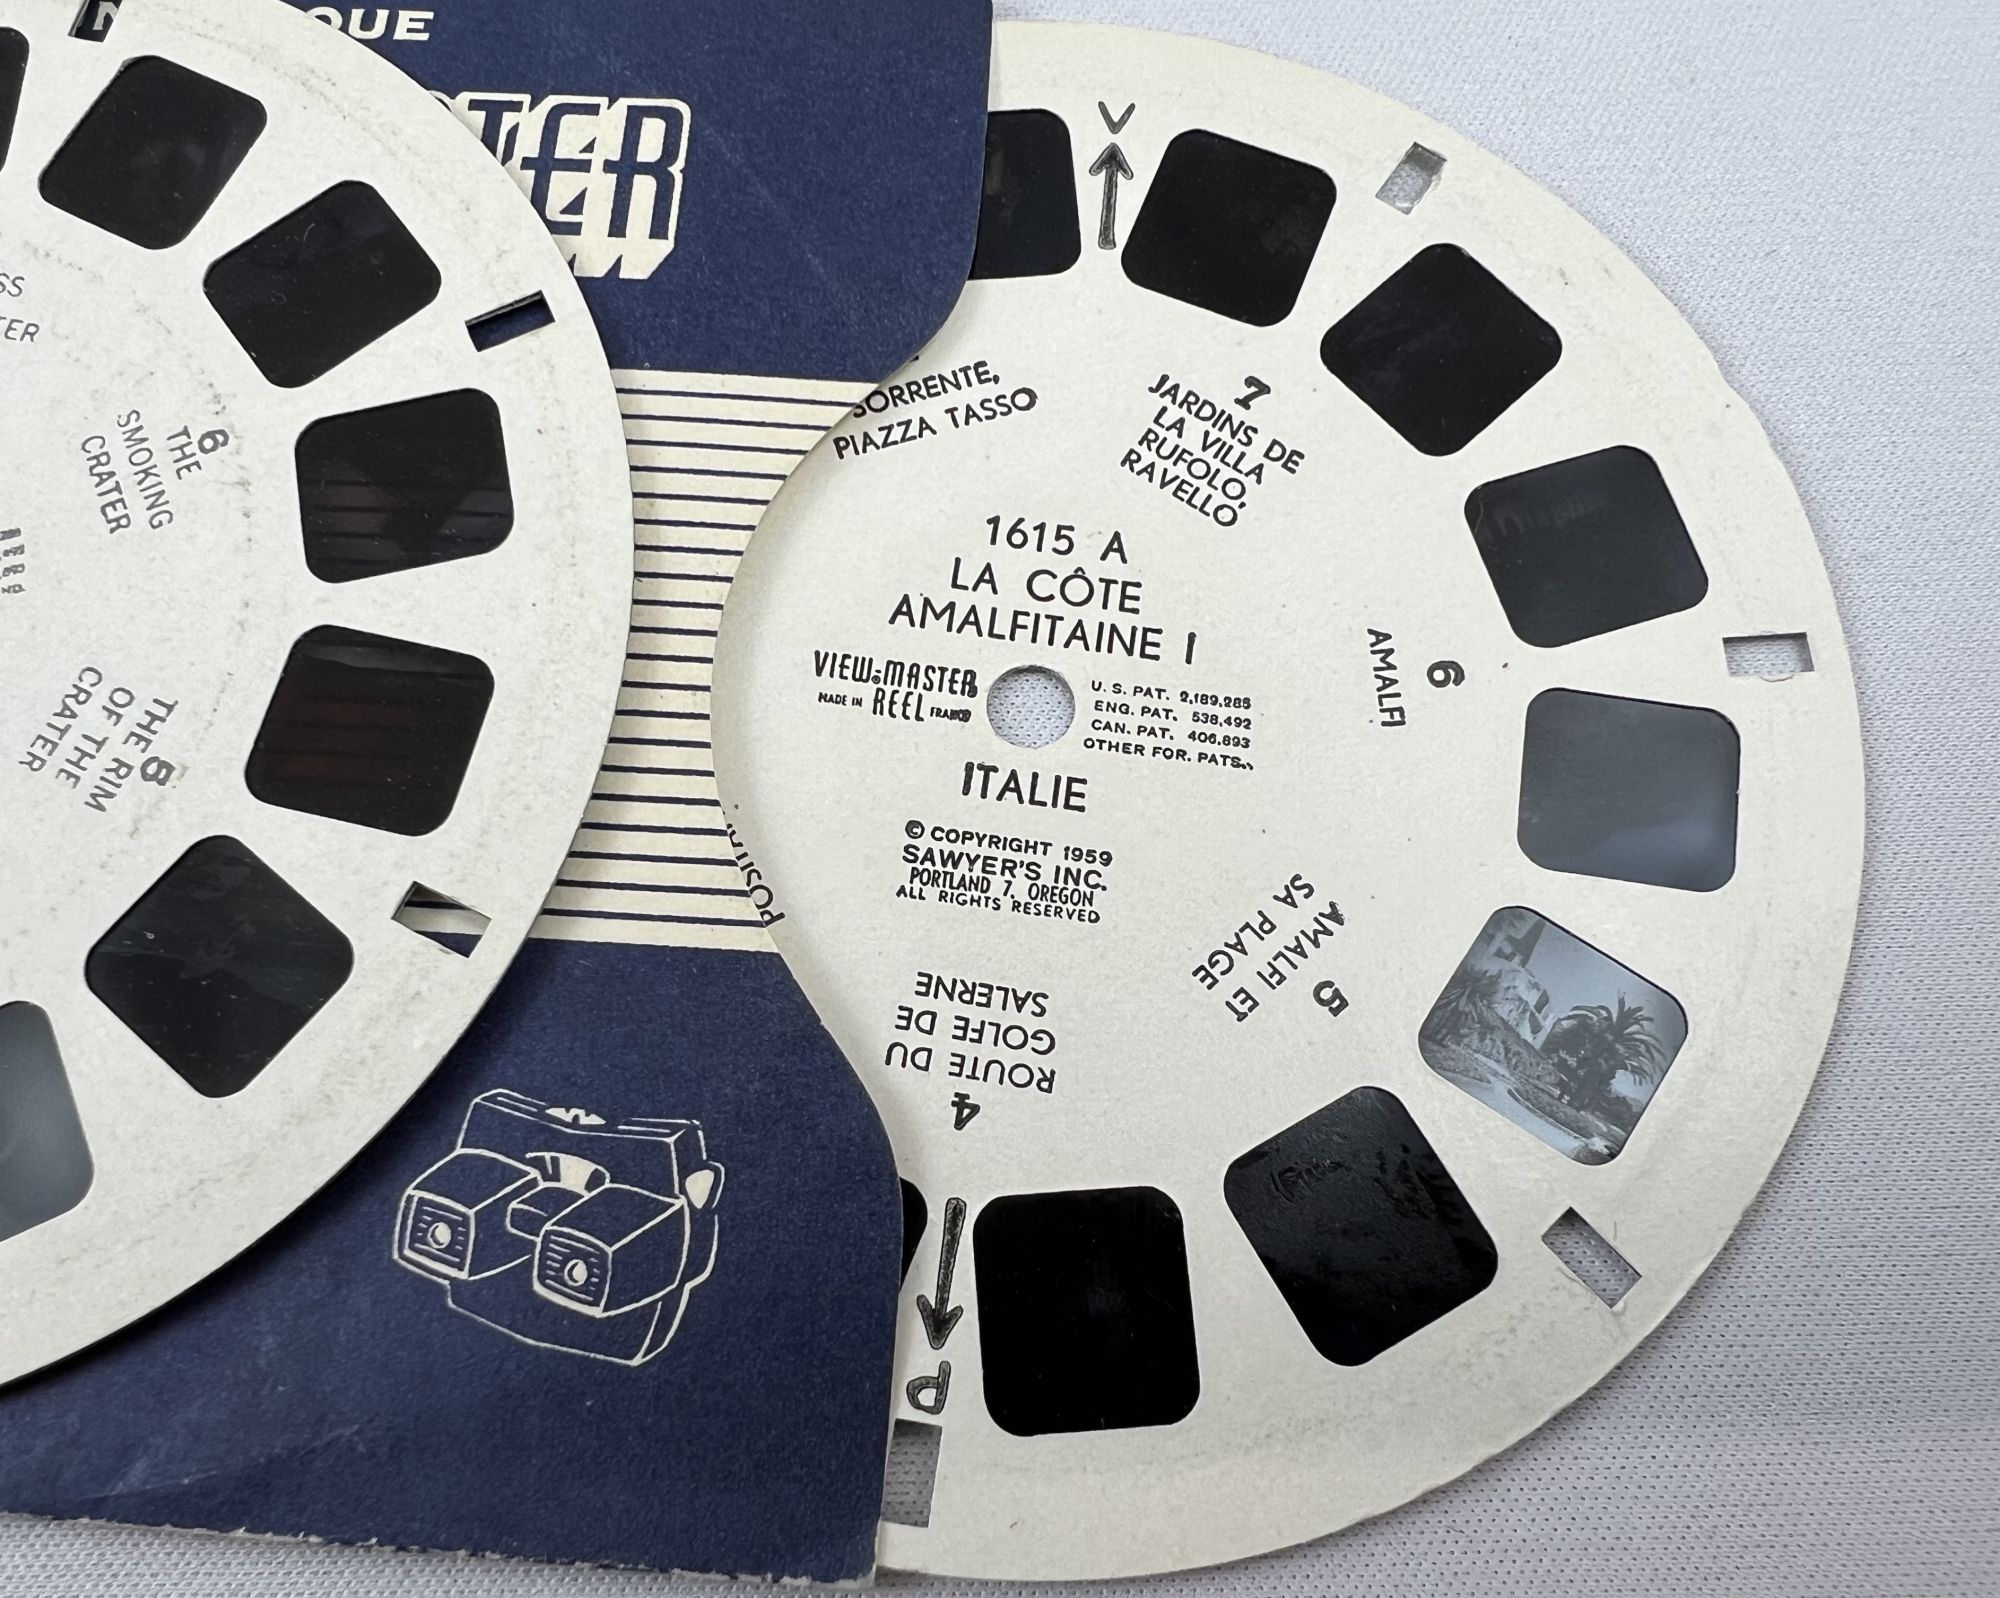 QUE
TER
SS
TER
6
THE
SMOKING
CRATER
5
THE RIM
OF THE
CRATER
V
SORRENTE,
PIAZZA TASSO
7
JARDINS DE
LA VILLA
RUFOLO,
RAVELLO
1615 A
LA CÔTE
AMALFITAINE I
VIEW-MASTER
MADE IN REEL FRANCE
U. S. PAT. 2,189,285
ENG. PAT. 538,492
CAN. PAT. 406,893
OTHER FOR. PATS.
ITALIE
© COPYRIGHT 1959
SAWYER'S INC.
PORTLAND 7, OREGON
ALL RIGHTS RESERVED
6
AMALFI
5
AMALFI ET
SA PLAGE
4
ROUTE DU
GOLFE DE
SALERNE
P